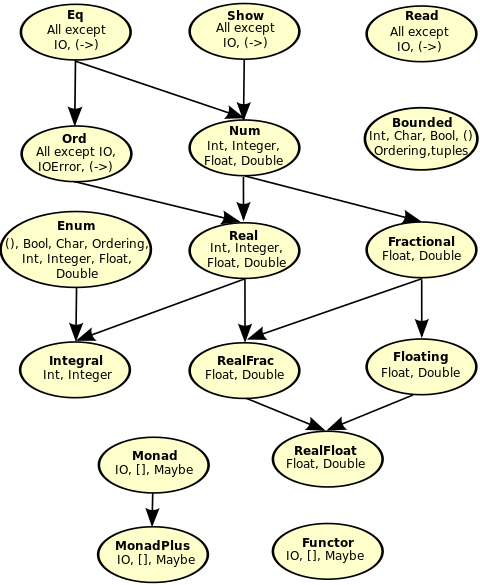 Eq
All except
IO, (->)
Show
All except
IO, (->)
Read
All except
IO, (->)
Ord
All except IO,
IOError, (->)
Num
Int, Integer,
Float, Double
Bounded
Int, Char, Bool, ()
Ordering,tuples
Enum
(), Bool, Char, Ordering,
Int, Integer, Float,
Double
Real
Int, Integer,
Float, Double
Fractional
Float, Double
Integral
Int, Integer
RealFrac
Float, Double
Floating
Float, Double
Monad
IO, [], Maybe
RealFloat
Float, Double
MonadPlus
IO, [], Maybe
Functor
IO, [], Maybe